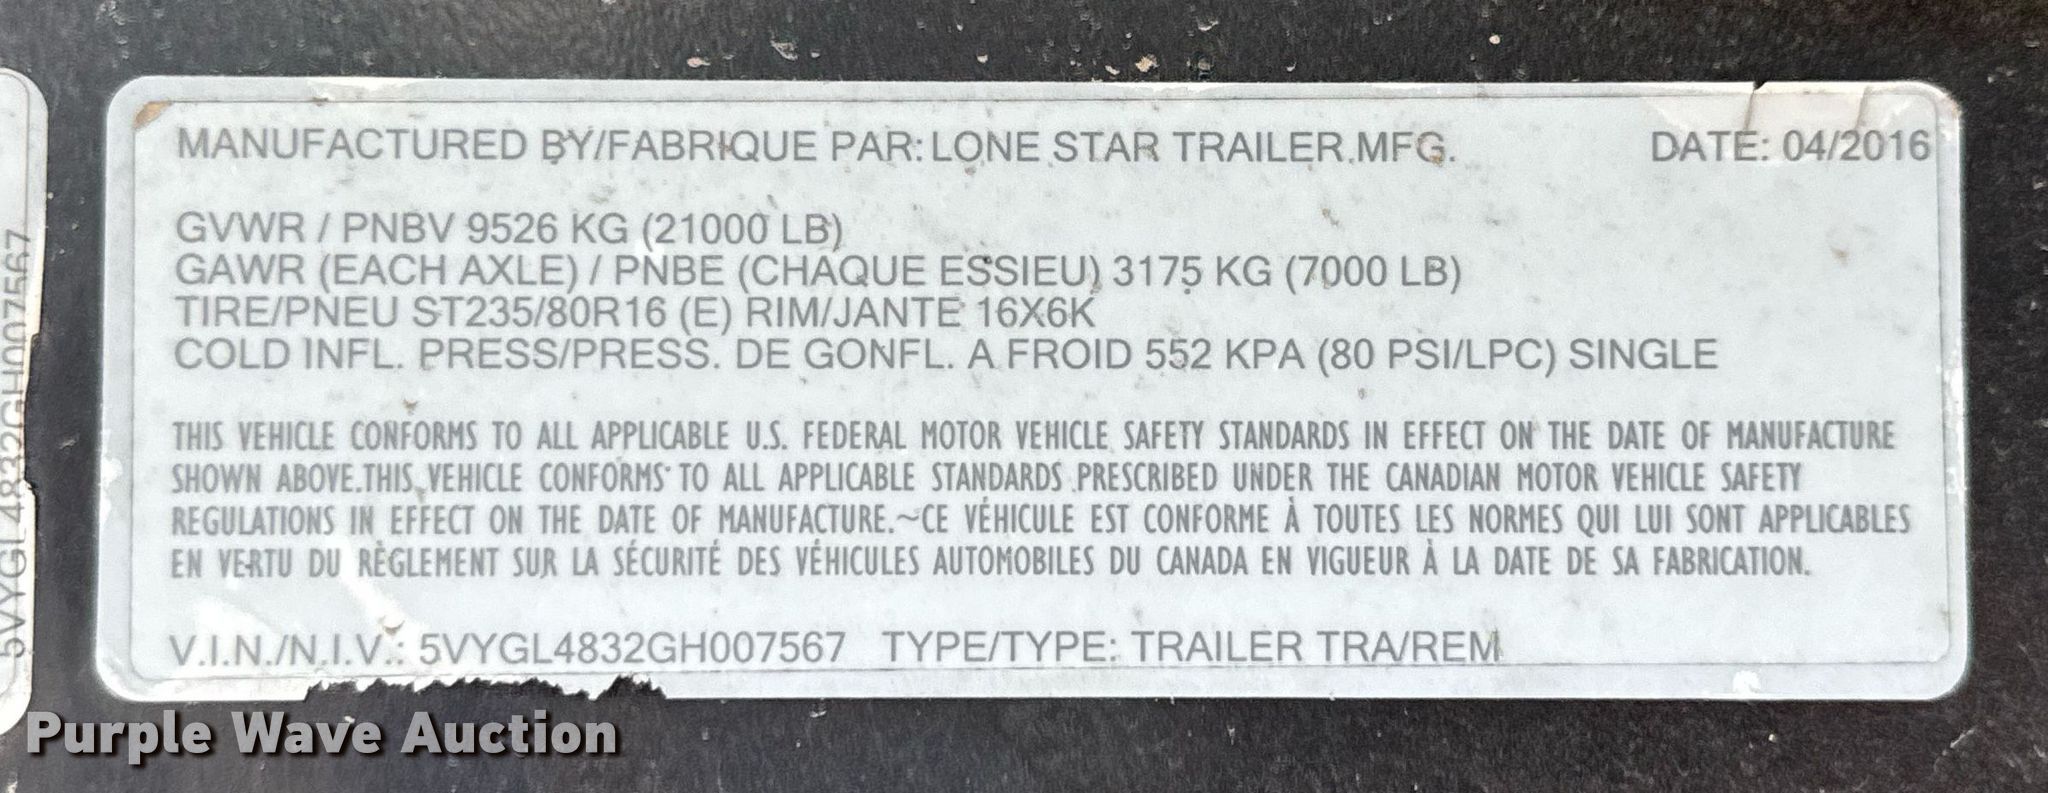 MANUFACTURED BY/FABRIQUE PAR: LONE STAR TRAILER MFG. DATE: 04/2016
GVWR / PNBV 9526 KG (21000 LB)
GAWR (EACH AXLE) / PNBE (CHAQUE ESSIEU) 3175 KG (7000 LB)
TIRE/PNEU ST235/80R16 (E) RIM/JANTE 16X6K
COLD INFL. PRESS/PRESS. DE GONFL. A FROID 552 KPA (80 PSI/LPC) SINGLE
THIS VEHICLE CONFORMS TO ALL APPLICABLE U.S. FEDERAL MOTOR VEHICLE SAFETY STANDARDS IN EFFECT ON THE DATE OF MANUFACTURE
SHOWN ABOVE.THIS VEHICLE CONFORMS TO ALL APPLICABLE STANDARDS PRESCRIBED UNDER THE CANADIAN MOTOR VEHICLE SAFETY
REGULATIONS IN EFFECT ON THE DATE OF MANUFACTURE.~CE VÉHICULE EST CONFORME À TOUTES LES NORMES QUI LUI SONT APPLICABLES
EN VERTU DU RÈGLEMENT SUR LA SÉCURITÉ DES VÉHICULES AUTOMOBILES DU CANADA EN VIGUEUR À LA DATE DE SA FABRICATION.
V.I.N./N.I.V.: 5VYGL4832GH007567 TYPE/TYPE: TRAILER TRA/REM
5VYGL4832GH007567
Purple Wave Auction